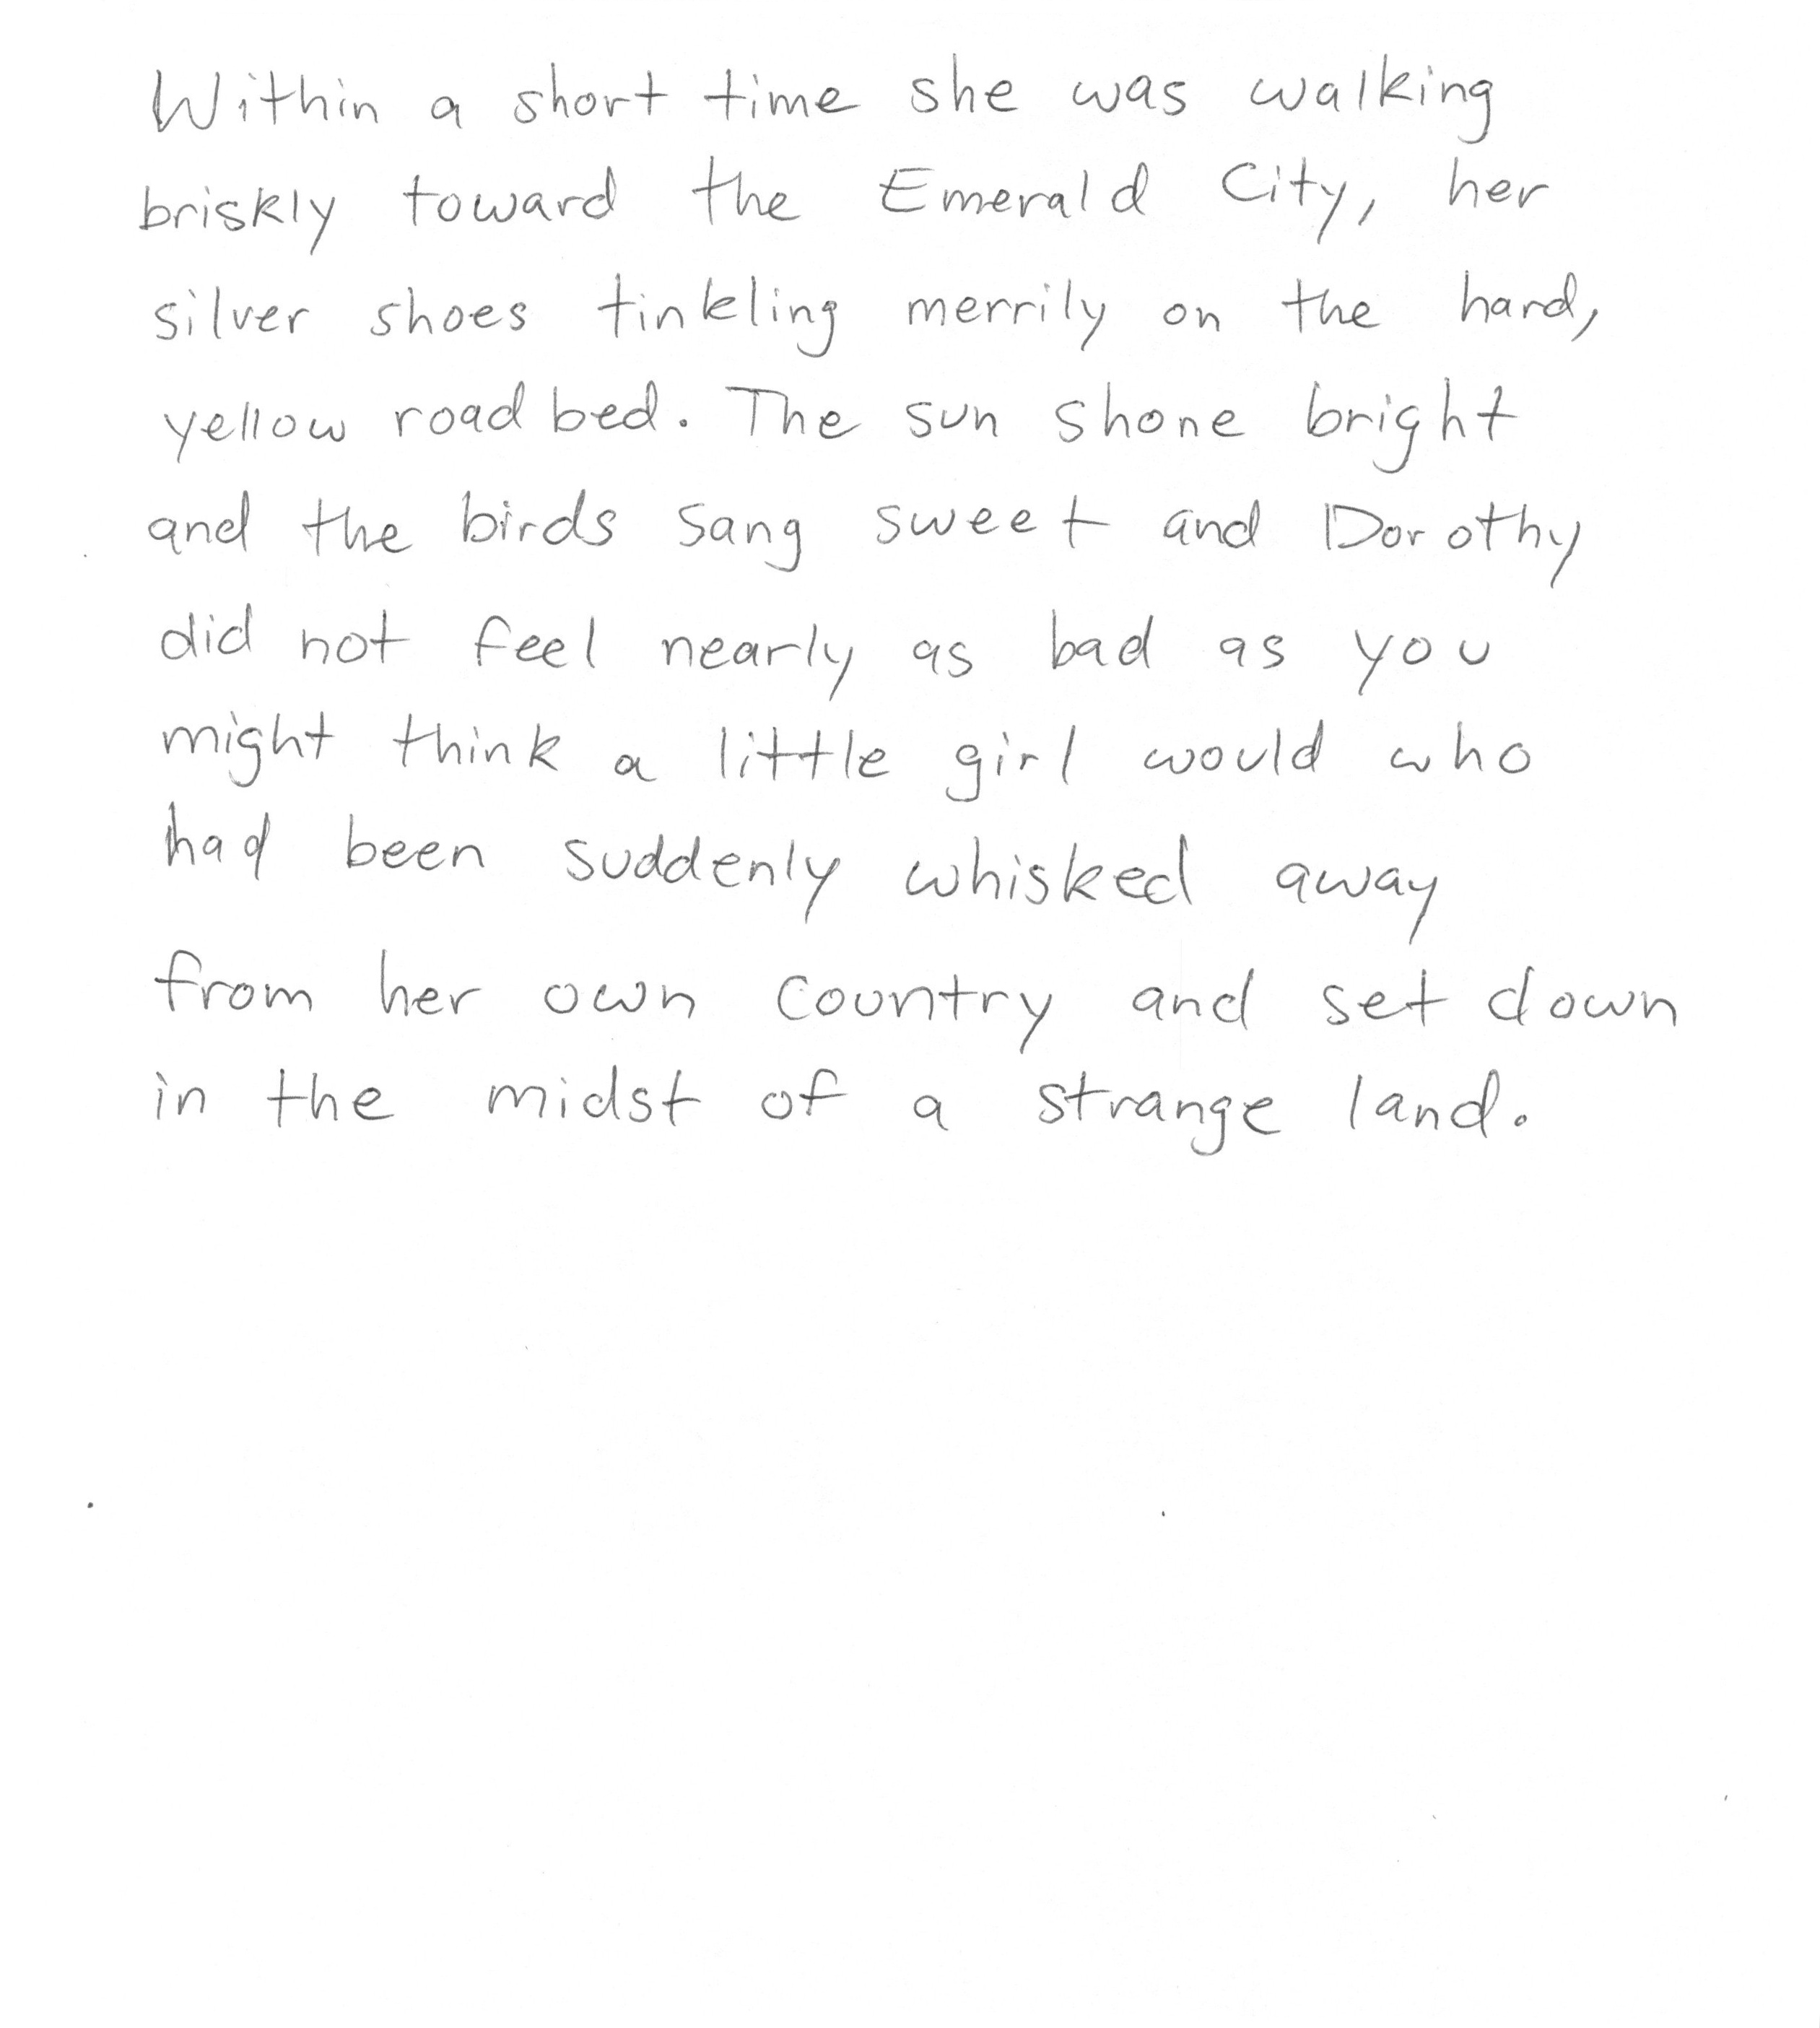 Within a short time she was walking
briskly toward the Emerald City, her
silver shoes tinkling merrily on the hard,
yellow road bed. The sun shone bright
and the birds sang sweet and Dorothy
did not feel nearly as bad as you
might think a little girl would who
had been suddenly whisked away
from her own country and set down
in the midst of a strange land.